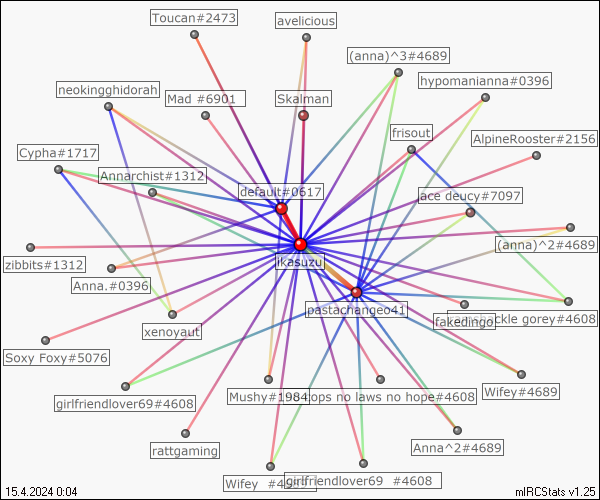 Toucan#2473
avelicious
(anna)^3#4689
hypomanianna#0396
neokingghidorah
Mad #6901
Skalman
frisout
AlpineRooster#2156
Cypha#1717
Annarchist#1312
default#0617
ace deucy#7097
(anna)^2#4689
ikasuzu
zibbits#1312
Anna.#0396
pastachangeo41
fakedingo
ckle gorey#4608
xenoyaut
Soxy Foxy#5076
Wifey#4689
girlfriendlover69#4608
Mushy#1984
ops no laws no hope#4608
rattgaming
Anna^2#4689
Wifey #4
girlfriendlover69 #4608
15.4.2024 0:04
mIRCStats v1.25